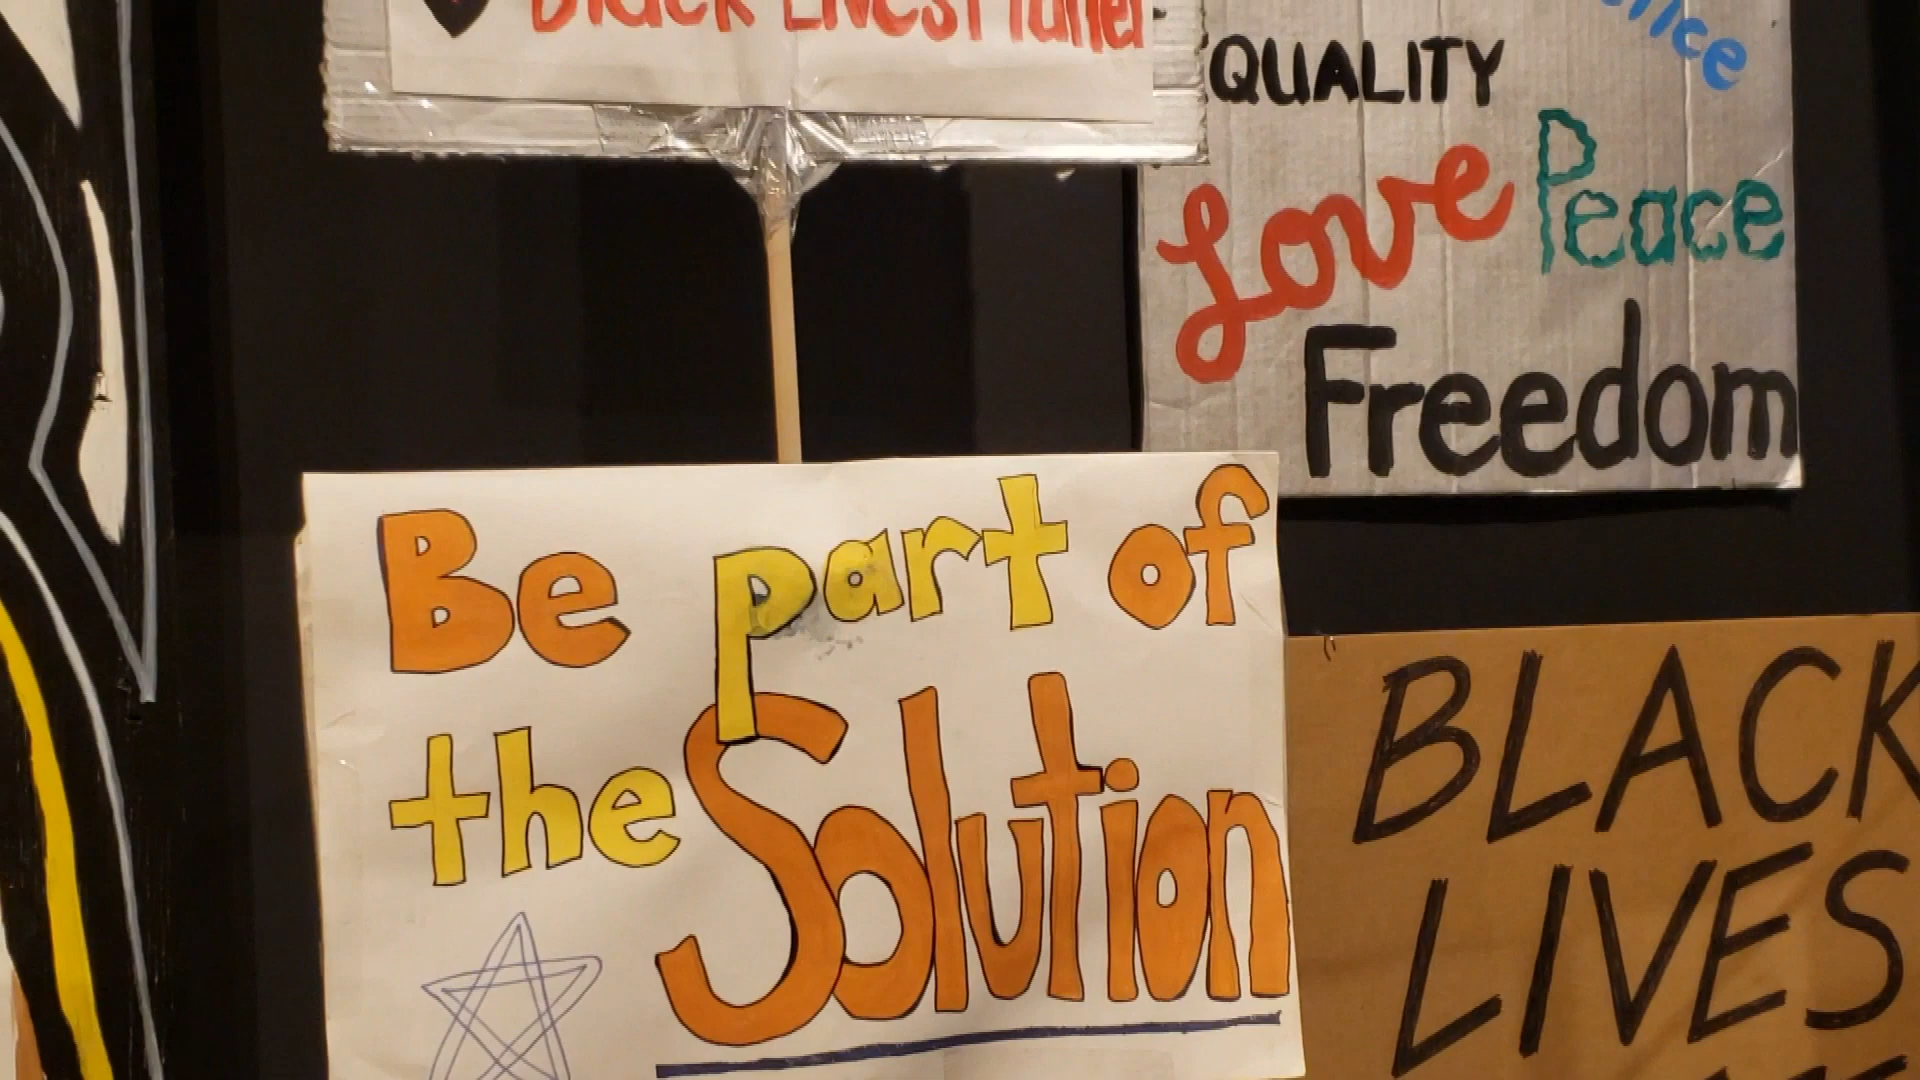 Black Lives Matter
QUALITY
Love Peace
Freedom
Be part of
the Solution
BLACK
LIVES